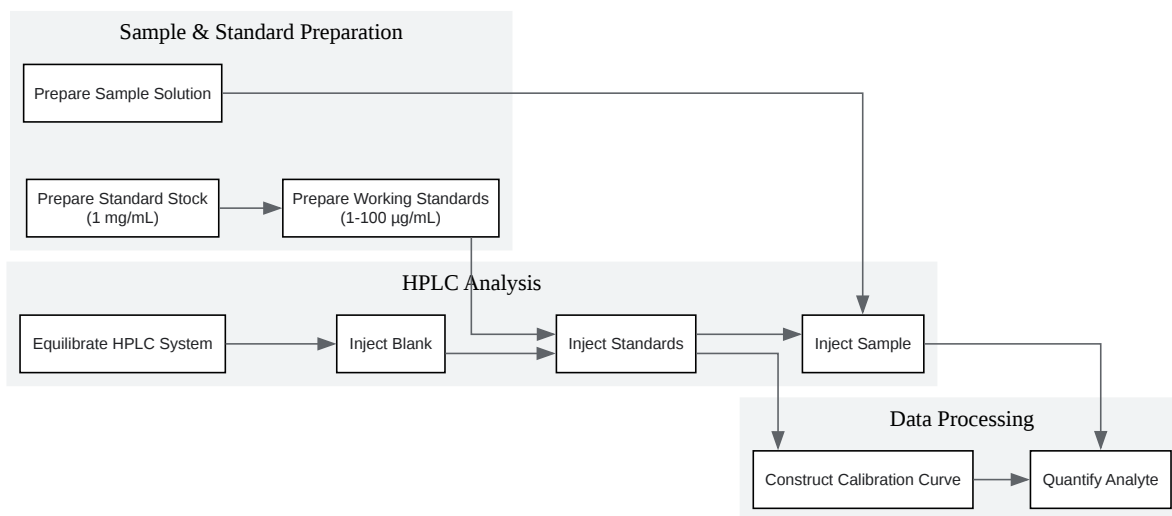 Sample & Standard Preparation
Prepare Sample Solution
Prepare Standard Stock
(1 mg/mL)
Prepare Working Standards
(1-100 µg/mL)
HPLC Analysis
Equilibrate HPLC System
Inject Blank
Inject Standards
Inject Sample
Data Processing
Construct Calibration Curve
Quantify Analyte